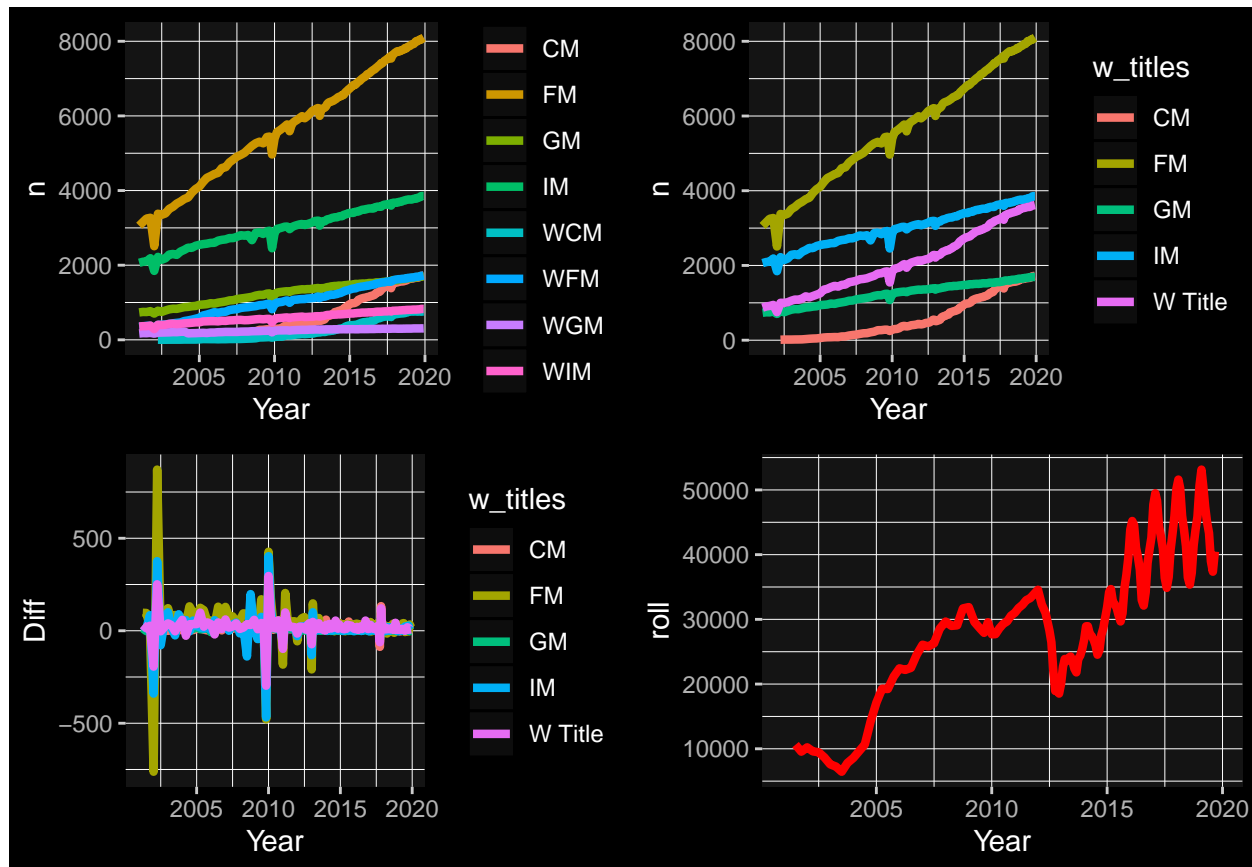 n
8000
6000
4000
2000
0
2005 2010 2015 2020
Year
CM
FM
GM
IM
WCM
WFM
WGM
WIM
n
8000
6000
4000
2000
0
2005 2010 2015 2020
Year
w_titles
CM
FM
GM
IM
W Title
Diff
500
0
−500
2005 2010 2015 2020
Year
w_titles
CM
FM
GM
IM
W Title
roll
50000
40000
30000
20000
10000
2005 2010 2015 2020
Year